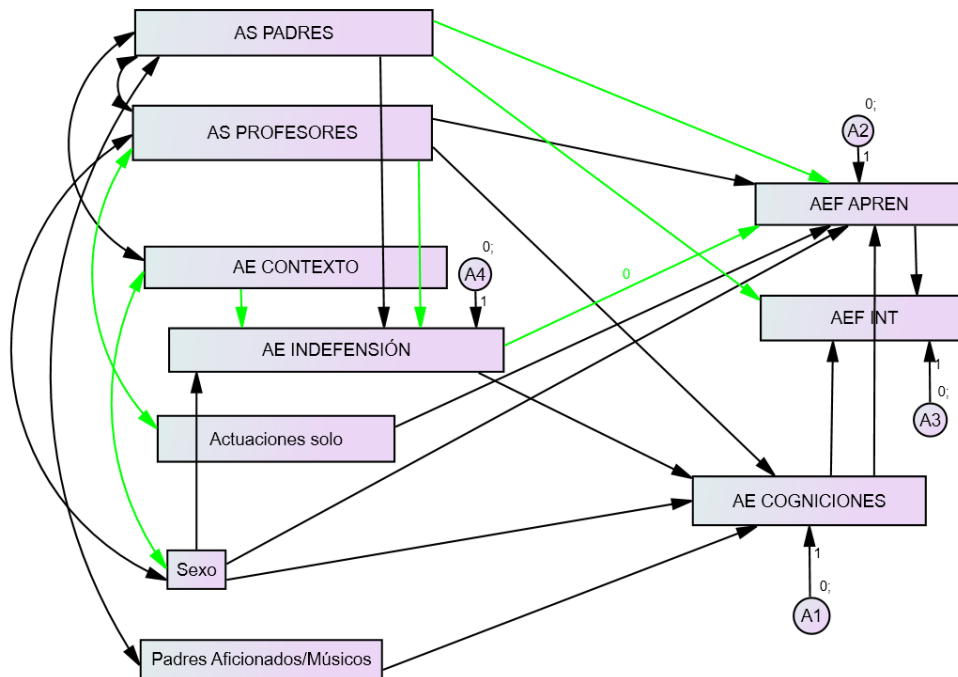 AS PADRES
0;
A2
1
AS PROFESORES
AEF APREN
AE CONTEXTO
0;
A4
1
0
AEF INT
AE INDEFENSIÓN
1
0;
A3
Actuaciones solo
AE COGNICIONES
1
Sexo
0;
A1
Padres Aficionados/Músicos